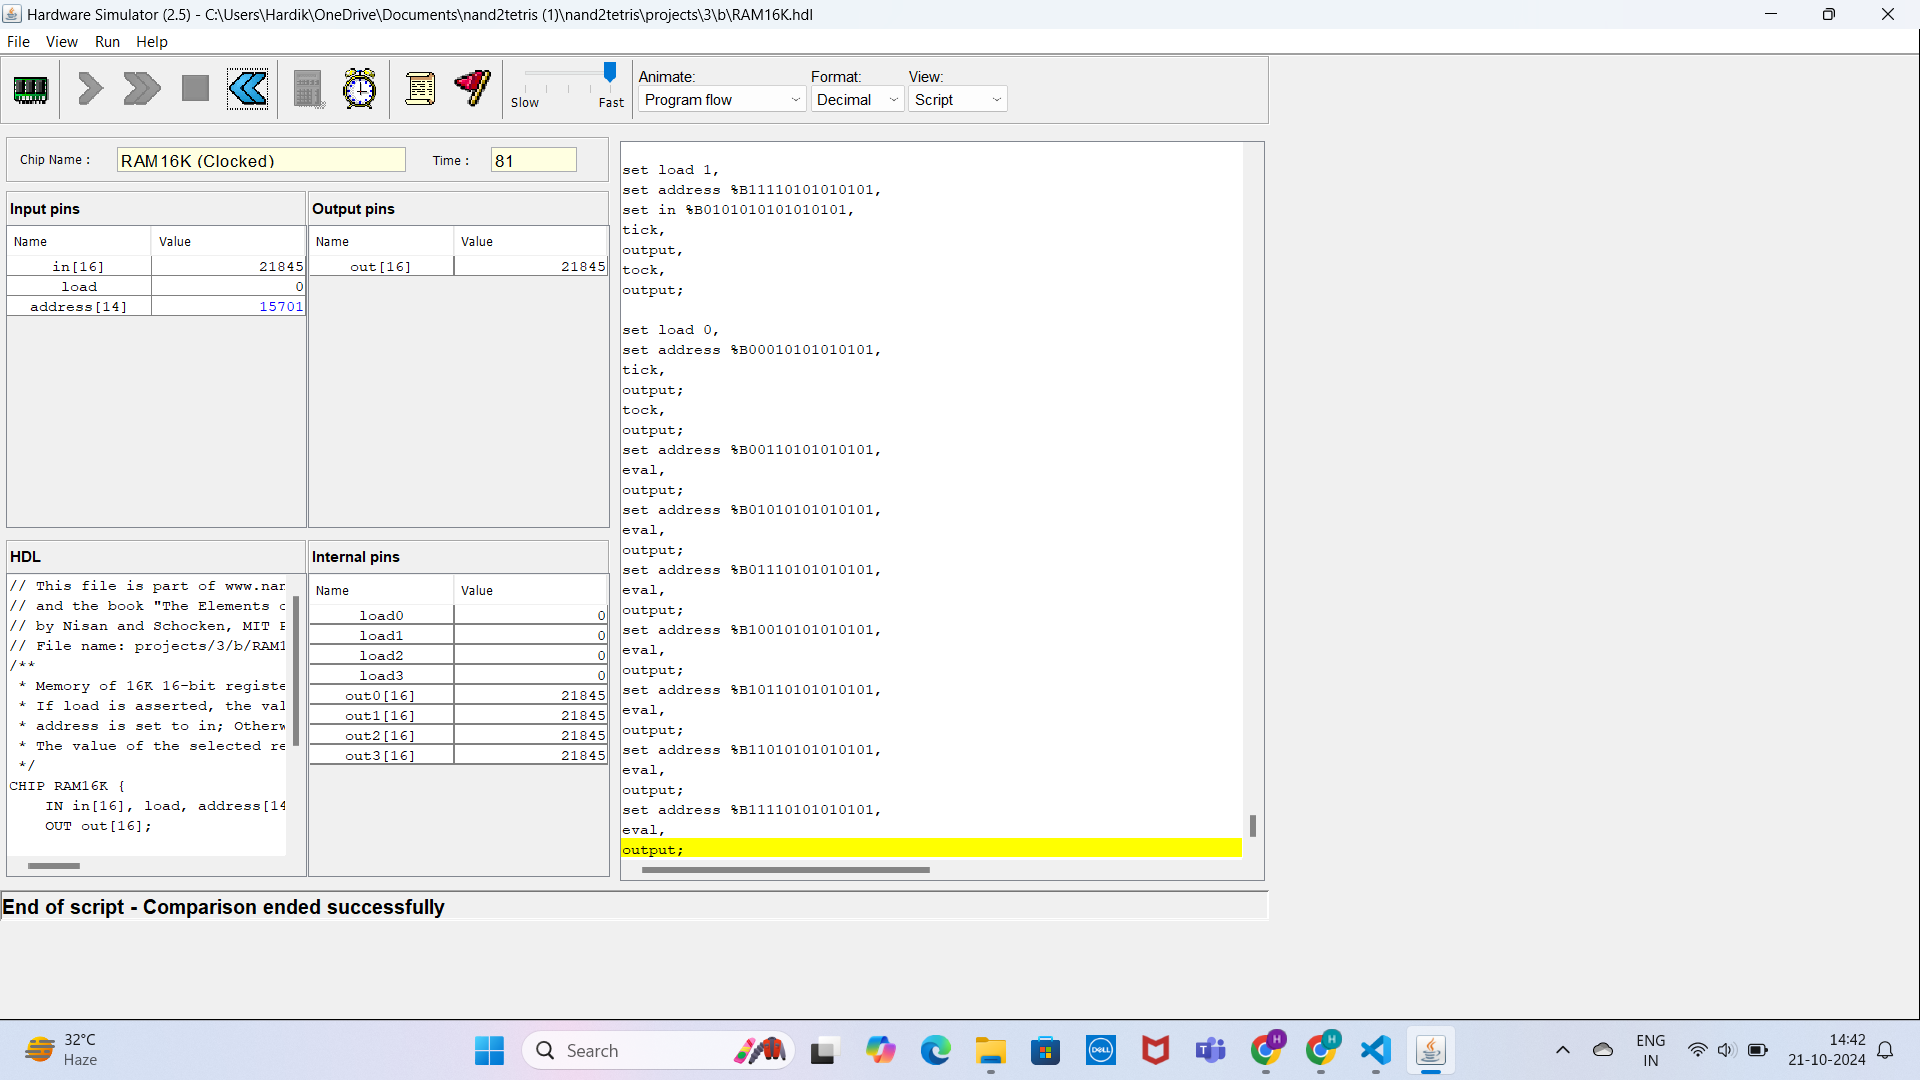 Hardware Simulator (2.5) - C:\Users\Hardik\OneDrive\Documents\nand2tetris (1)\nand2tetris\projects\3\b\RAM16K.hdl
File View Run Help
Slow Fast
Animate: Format: View:
Program flow Decimal Script
Chip Name : RAM16K (Clocked) Time : 81
Input pins
Name Value
in[16] 21845
load 0
address[14] 15701
Output pins
Name Value
out[16] 21845
HDL
// This file is part of www.nan
// and the book "The Elements o
// by Nisan and Schocken, MIT P
// File name: projects/3/b/RAM1
/**
* Memory of 16K 16-bit registe
* If load is asserted, the val
* address is set to in; Otherw
* The value of the selected re
*/
CHIP RAM16K {
IN in[16], load, address[14
OUT out[16];
Internal pins
Name Value
load0 0
load1 0
load2 0
load3 0
out0[16] 21845
out1[16] 21845
out2[16] 21845
out3[16] 21845
set load 1,
set address %B11110101010101,
set in %B0101010101010101,
tick,
output,
tock,
output;
set load 0,
set address %B00010101010101,
tick,
output;
tock,
output;
set address %B00110101010101,
eval,
output;
set address %B01010101010101,
eval,
output;
set address %B01110101010101,
eval,
output;
set address %B10010101010101,
eval,
output;
set address %B10110101010101,
eval,
output;
set address %B11010101010101,
eval,
output;
set address %B11110101010101,
eval,
output;
End of script - Comparison ended successfully
32°C
Haze
Search
DELL
H
H
ENG
IN
14:42
21-10-2024